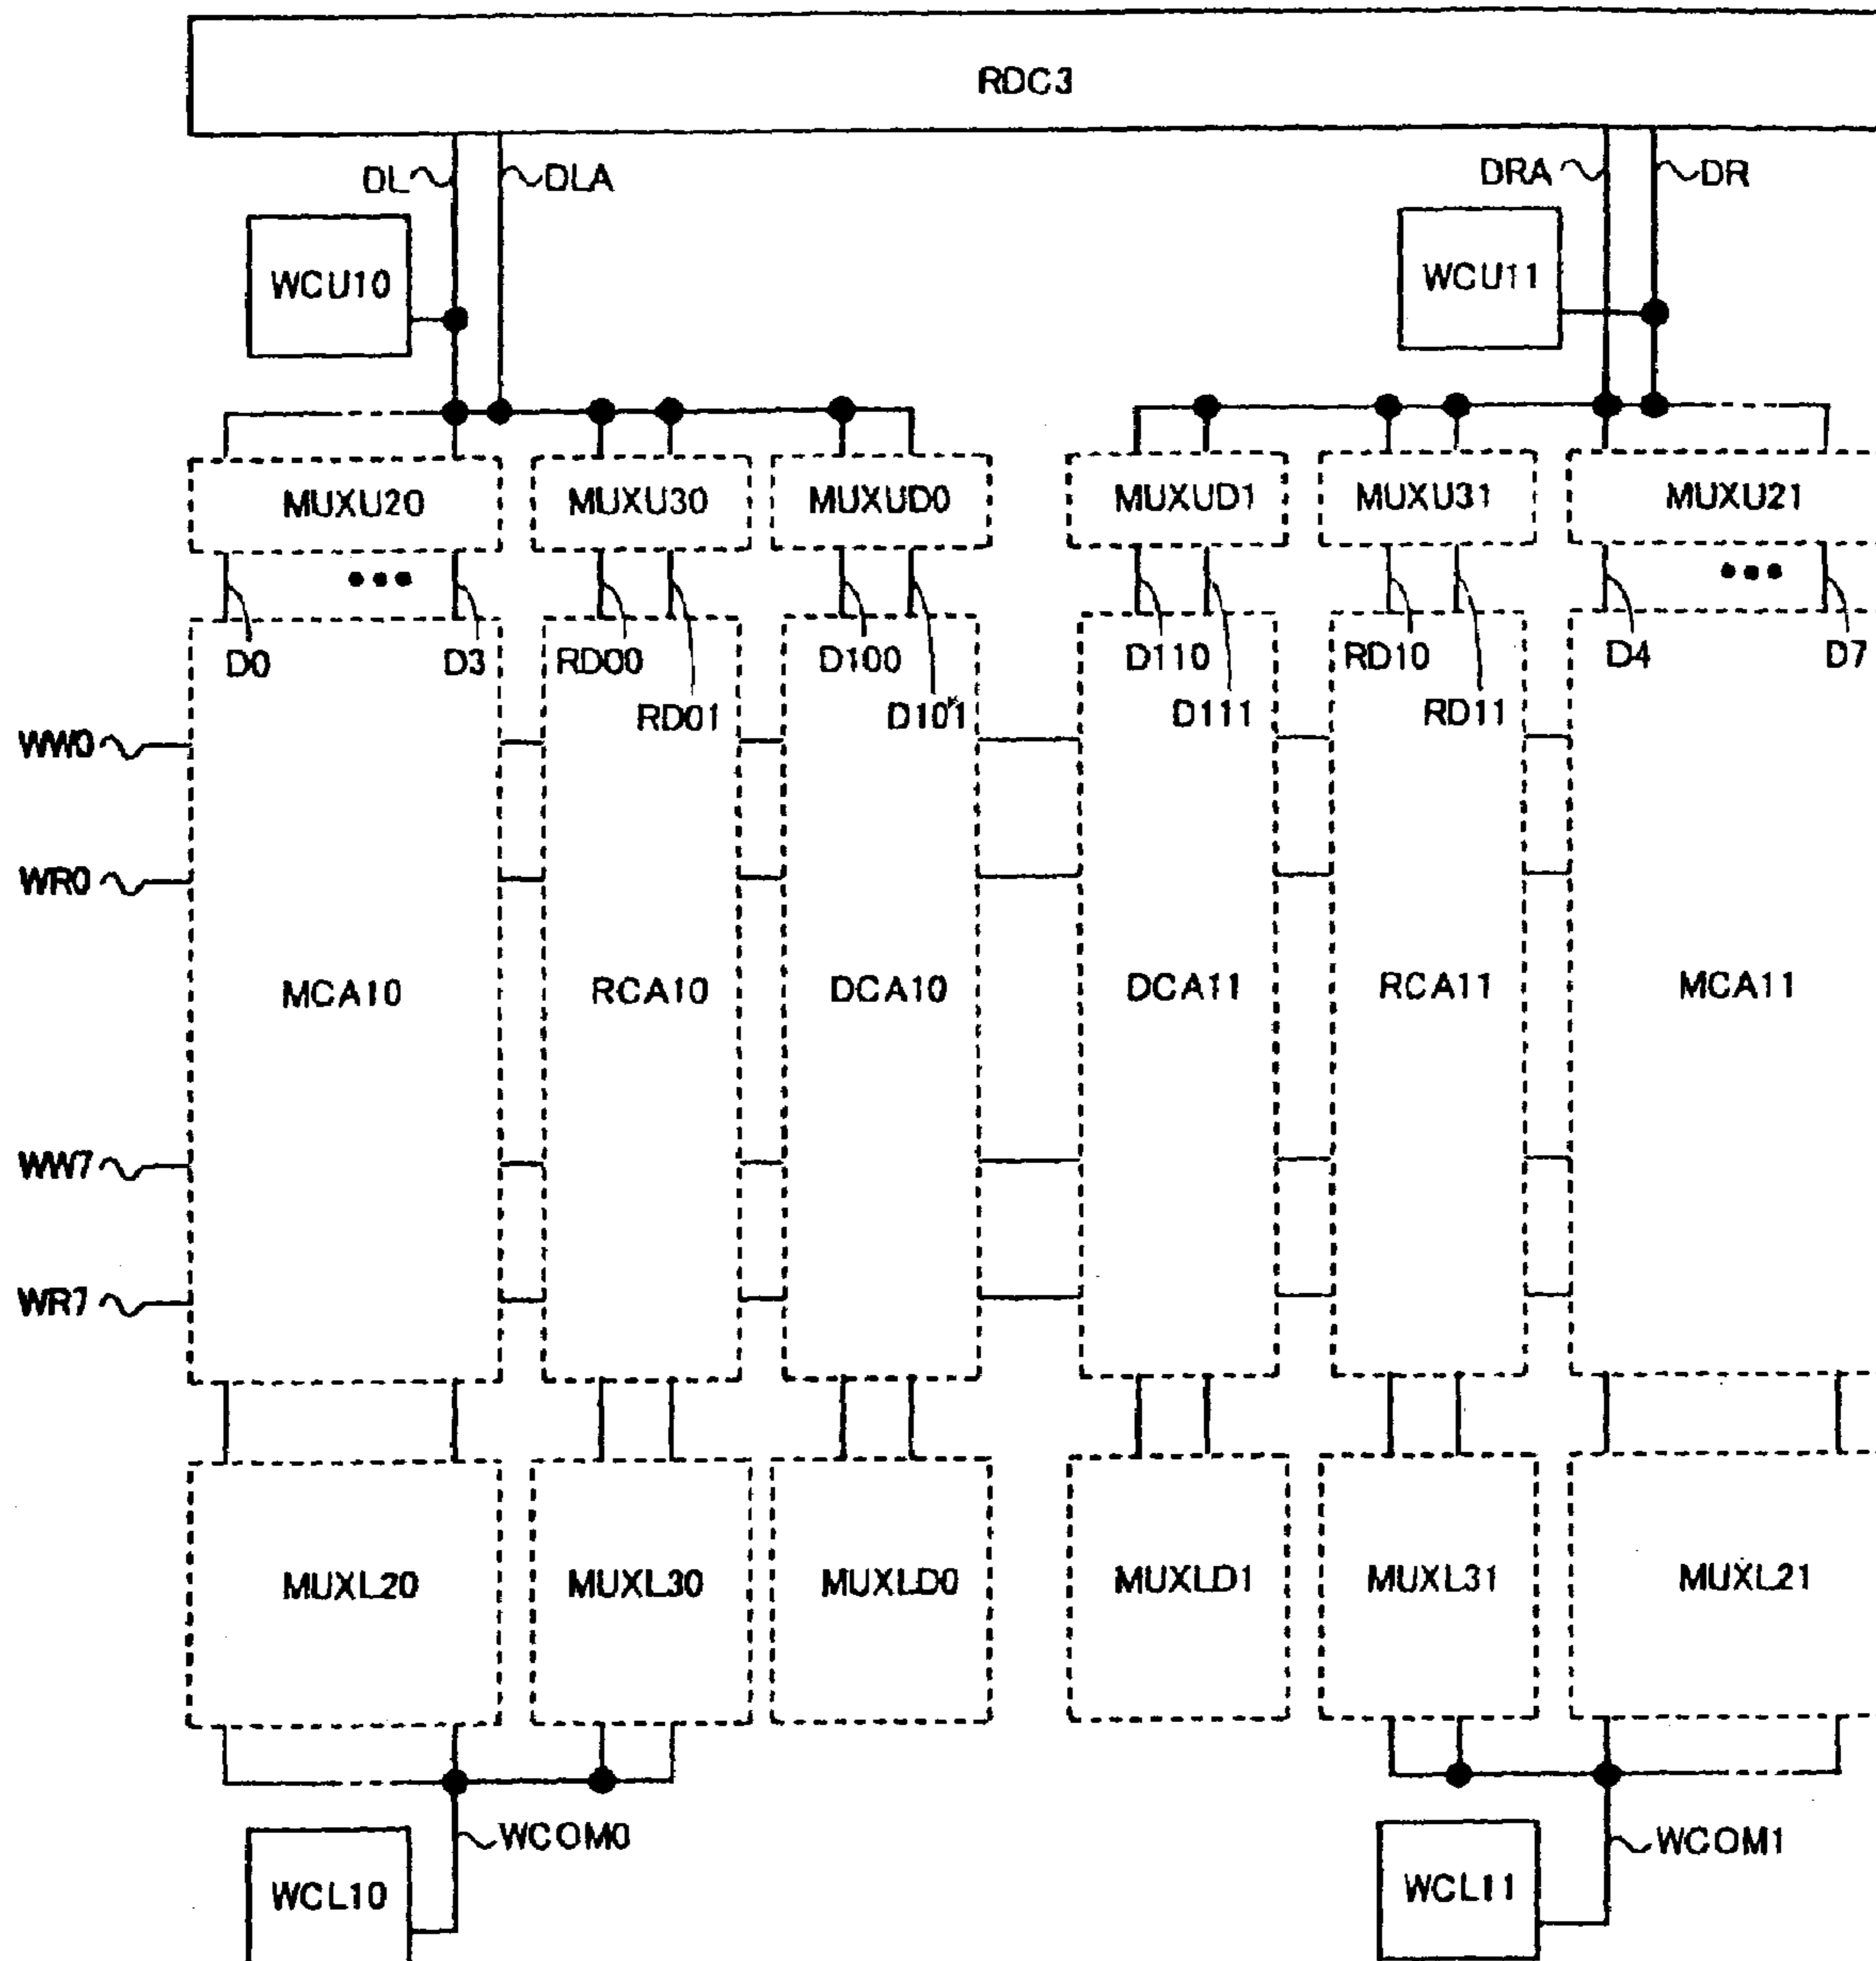 RDC3
DL DLA DRA DR
WCU10 WCU11
MUXU20 MUXU30 MUXUD0 MUXUD1 MUXU31 MUXU21
D0 D3 RD00 D100 D110 RD10 D4 D7
RD01 D101 D111 RD11
WW0
WR0
MCA10 RCA10 DCA10 DCA11 RCA11 MCA11
WW7
WR7
MUXL20 MUXL30 MUXLD0 MUXLD1 MUXL31 MUXL21
WCOM0 WCOM1
WCL10 WCL11